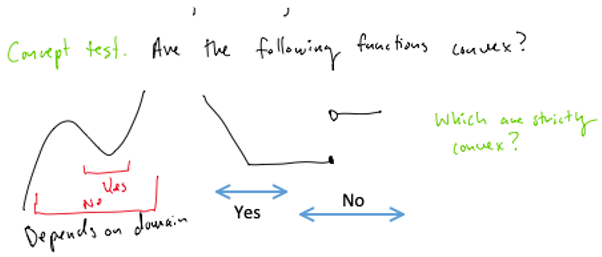 Concept test. Are the following functions convex?
Which are strictly
convex?
Yes
No
Depends on domain
Yes
No